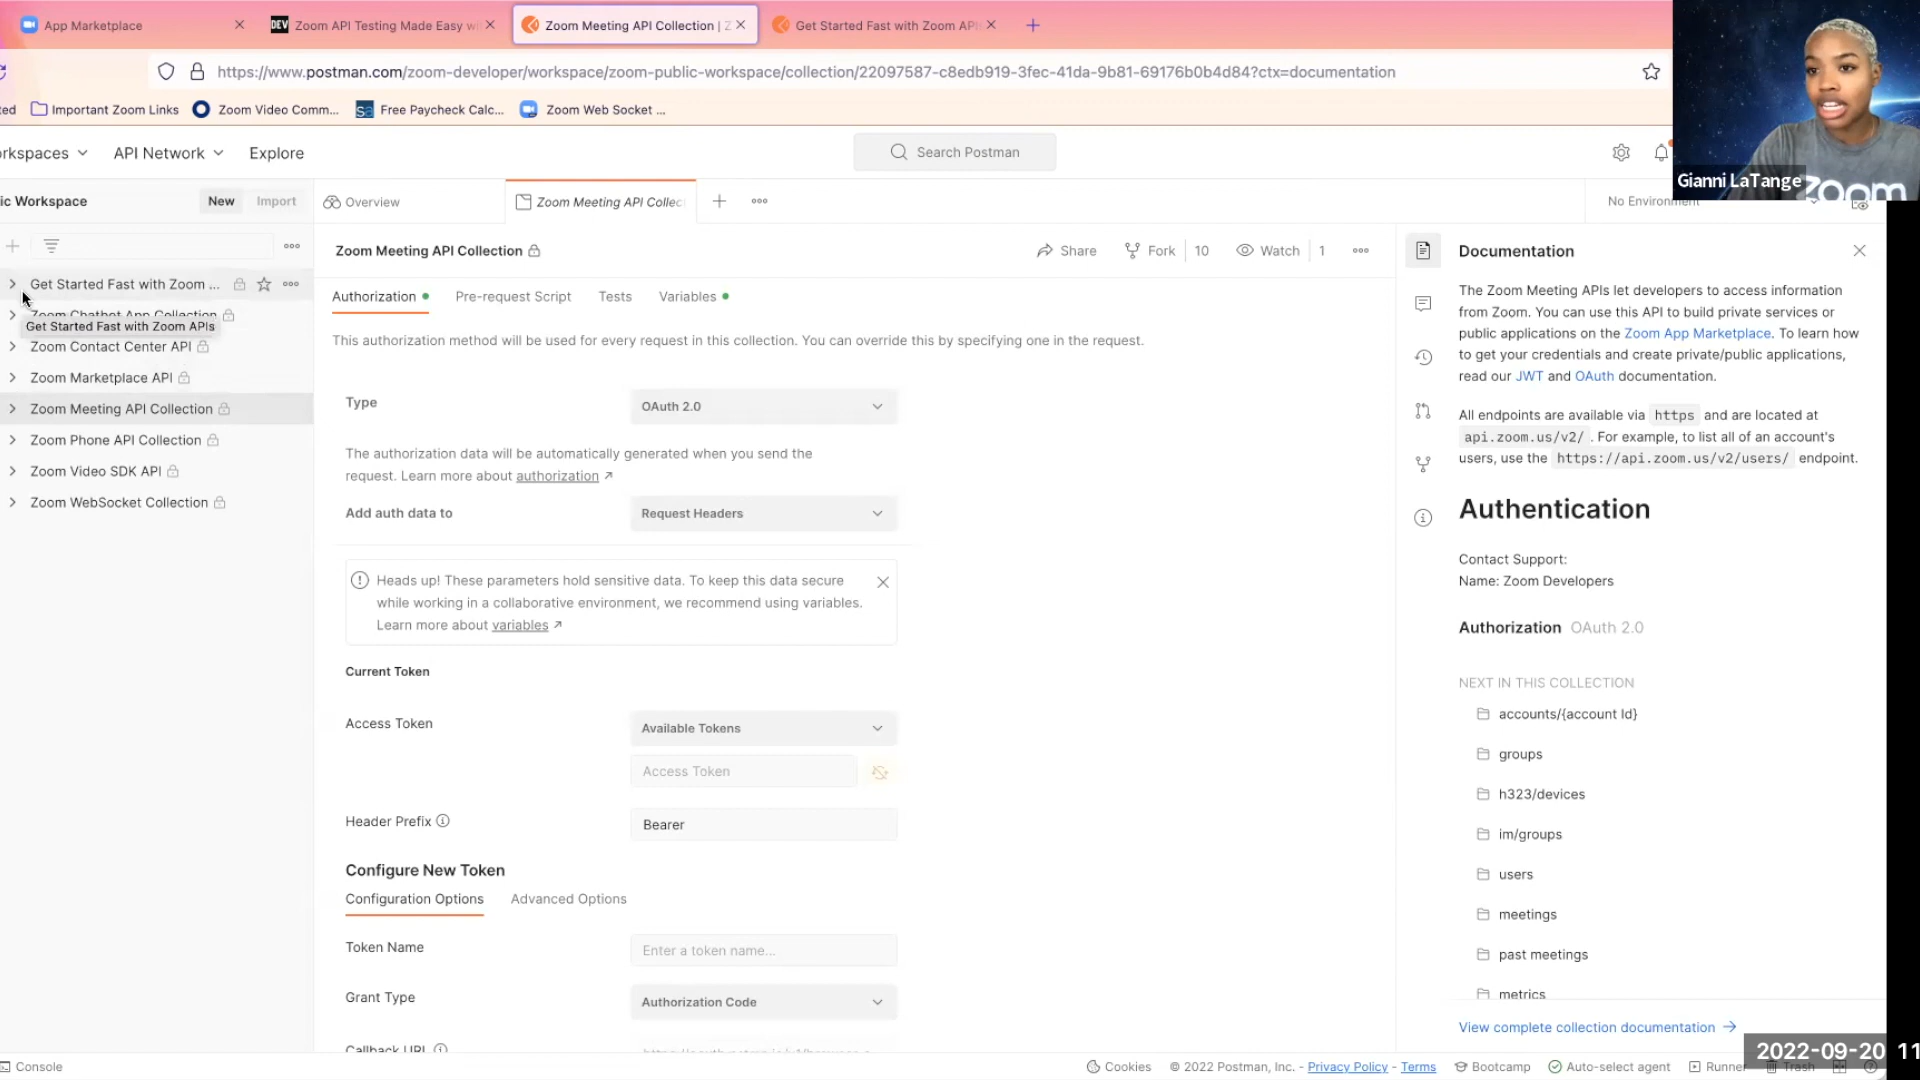 App Marketplace
DEV
Zoom API Testing Made Easy wi
Zoom Meeting API Collection | Z
Get Started Fast with Zoom API
https://www.postman.com/zoom-developer/workspace/zoom-public-workspace/collection/22097587-c8edb919-3fec-41da-9b81-69176b0b4d84?ctx=documentation
ted
Important Zoom Links
Zoom Video Comm...
sa
Free Paycheck Calc...
Zoom Web Socket ...
rkspaces
API Network
Explore
Search Postman
Gianni LaTange
zoom
ic Workspace
New
Import
Overview
Zoom Meeting API Collec
No Environment
Get Started Fast with Zoom ...
Zoom Chatbot App Collection
Get Started Fast with Zoom APIs
Zoom Contact Center API
Zoom Marketplace API
Zoom Meeting API Collection
Zoom Phone API Collection
Zoom Video SDK API
Zoom WebSocket Collection
Zoom Meeting API Collection
Share
Fork
10
Watch
1
Authorization
Pre-request Script
Tests
Variables
This authorization method will be used for every request in this collection. You can override this by specifying one in the request.
Type
OAuth 2.0
The authorization data will be automatically generated when you send the
request. Learn more about authorization
Add auth data to
Request Headers
Heads up! These parameters hold sensitive data. To keep this data secure
while working in a collaborative environment, we recommend using variables.
Learn more about variables
Current Token
Access Token
Available Tokens
Access Token
Header Prefix
Bearer
Configure New Token
Configuration Options
Advanced Options
Token Name
Enter a token name...
Grant Type
Authorization Code
Callback URL
Documentation
The Zoom Meeting APIs let developers to access information
from Zoom. You can use this API to build private services or
public applications on the Zoom App Marketplace. To learn how
to get your credentials and create private/public applications,
read our JWT and OAuth documentation.
All endpoints are available via https and are located at
api.zoom.us/v2/ . For example, to list all of an account's
users, use the https://api.zoom.us/v2/users/ endpoint.
Authentication
Contact Support:
Name: Zoom Developers
Authorization OAuth 2.0
NEXT IN THIS COLLECTION
accounts/{account Id}
groups
h323/devices
im/groups
users
meetings
past meetings
metrics
View complete collection documentation
2022-09-20 11
Console
Cookies
© 2022 Postman, Inc. - Privacy Policy - Terms
Bootcamp
Auto-select agent
Runner
Trash